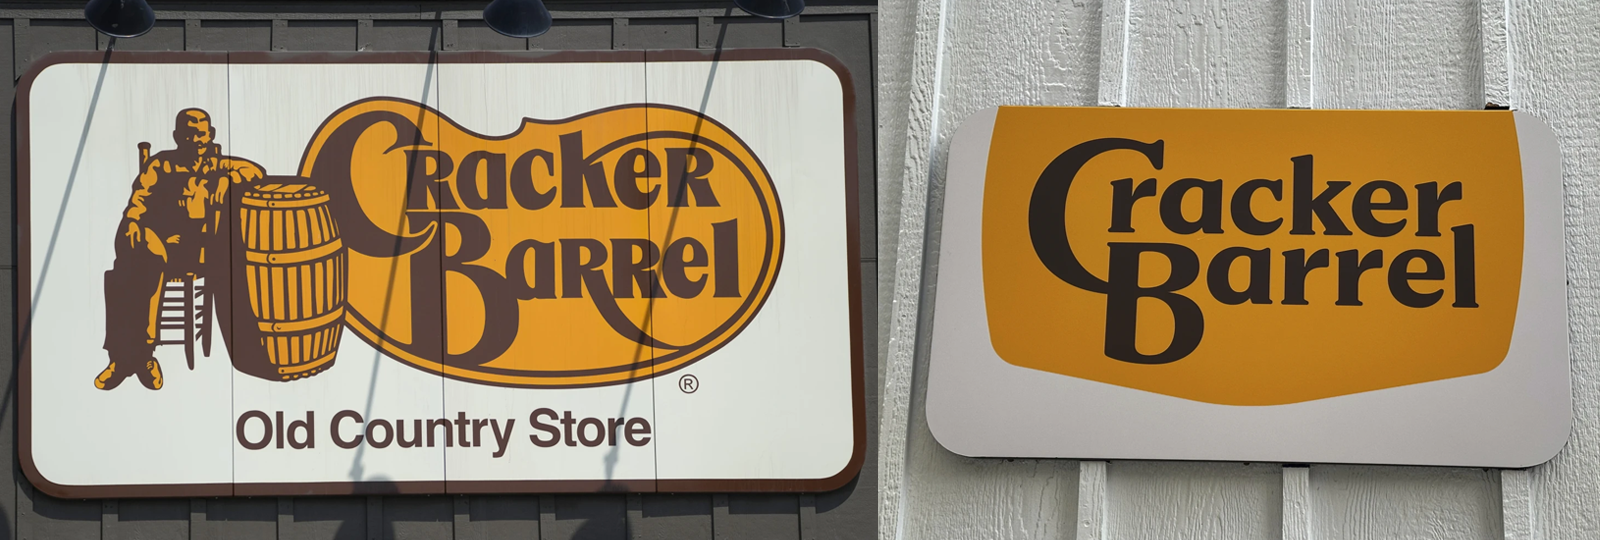 Cracker
Barrel
®
Old Country Store
Cracker
Barrel